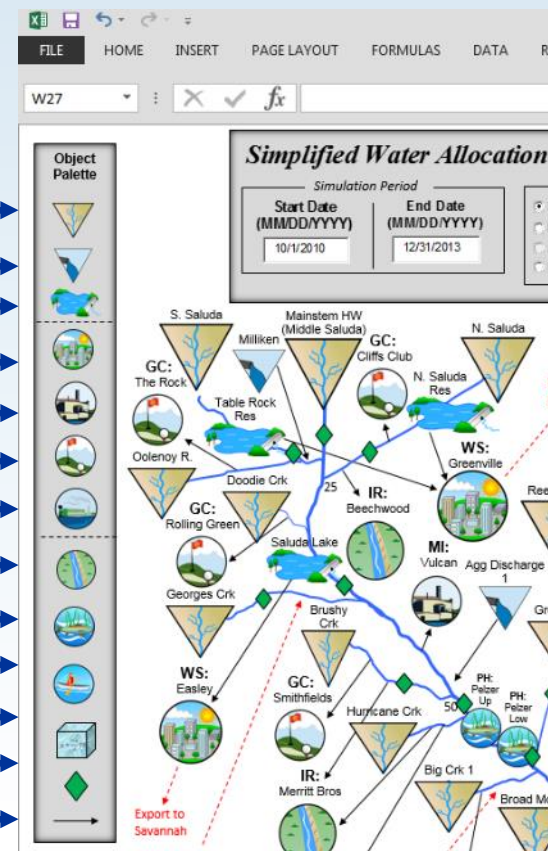 FILE HOME INSERT PAGE LAYOUT FORMULAS DATA
W27
fx
Object
Palette
Simplified Water Allocation
Simulation Period
Start Date
(MM/DD/YYYY)
10/1/2010
End Date
(MM/DD/YYYY)
12/31/2013
S. Saluda
Mainstem HW
(Middle Saluda)
Milliken
N. Saluda
GC:
Cliffs Club
GC:
The Rock
N. Saluda
Res
Table Rock
Res
WS:
Greenville
Oolenoy R.
Doodie Crk
25
IR:
Beechwood
GC:
Rolling Green
Saluda Lake
MI:
Vulcan
Agg Discharge
1
Georges Crk
Brushy
Crk
WS:
Easley
GC:
Smithfields
Hurricane Crk
50
PH:
Pelzer
Up
PH:
Pelzer
Low
IR:
Merritt Bros
Big Crk 1
Export to
Savannah
Broad